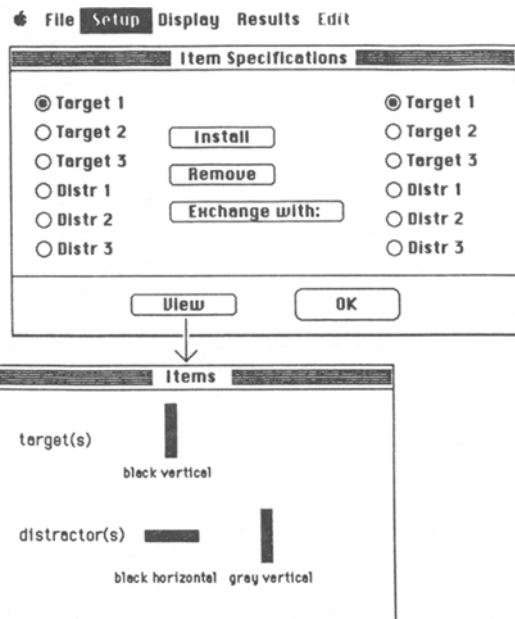 File Setup Display Results Edit
Item Specifications
Target 1 Target 1
Target 2 Install Target 2
Target 3 Target 3
Remove
Distr 1 Distr 1
Distr 2 Exchange with: Distr 2
Distr 3 Distr 3
View OK
Items
target(s)
black vertical
distractor(s)
black horizontal gray vertical